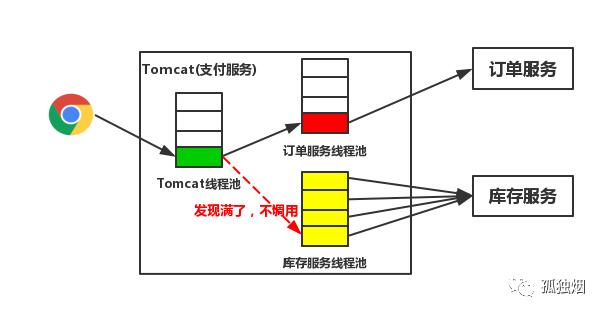 Tomcat(支付服务)
订单服务
订单服务线程池
Tomcat线程池
发现满了，不调用
库存服务
库存服务线程池
孤独烟